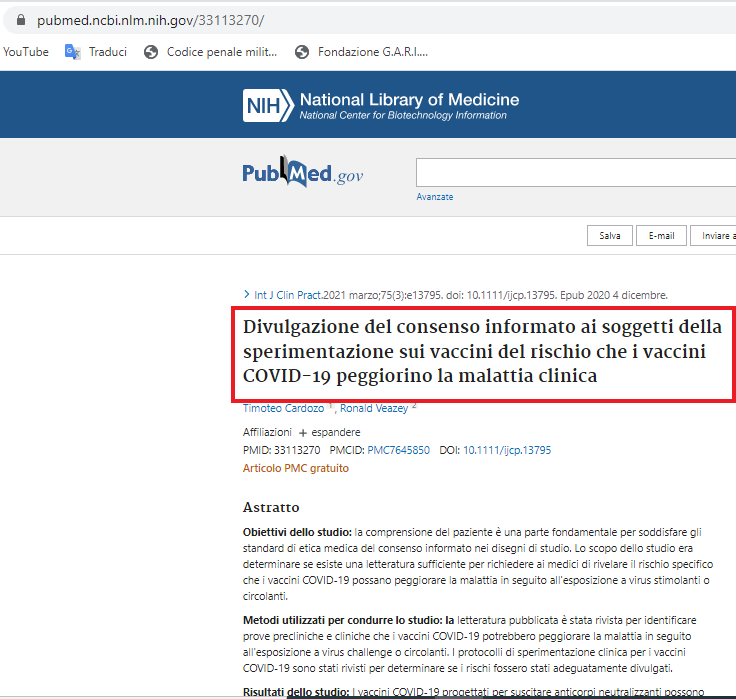 pubmed.ncbi.nlm.nih.gov/33113270/
YouTube Traduci Codice penale milit... Fondazione G.A.R.I....
NIH National Library of Medicine
National Center for Biotechnology Information
PubMed.gov
Avanzate
Salva E-mail Inviare a
Int J Clin Pract.2021 marzo;75(3):e13795. doi: 10.1111/ijcp.13795. Epub 2020 4 dicembre.
Divulgazione del consenso informato ai soggetti della
sperimentazione sui vaccini del rischio che i vaccini
COVID-19 peggiorino la malattia clinica
Timoteo Cardozo 1, Ronald Veazey 2
Affiliazioni + espandere
PMID: 33113270 PMCID: PMC7645850 DOI: 10.1111/ijcp.13795
Articolo PMC gratuito
Astratto
Obiettivi dello studio: la comprensione del paziente è una parte fondamentale per soddisfare gli
standard di etica medica del consenso informato nei disegni di studio. Lo scopo dello studio era
determinare se esiste una letteratura sufficiente per richiedere ai medici di rivelare il rischio specifico
che i vaccini COVID-19 possano peggiorare la malattia in seguito all'esposizione a virus stimolanti o
circolanti.
Metodi utilizzati per condurre lo studio: la letteratura pubblicata è stata rivista per identificare
prove precliniche e cliniche che i vaccini COVID-19 potrebbero peggiorare la malattia in seguito
all'esposizione a virus challenge o circolanti. I protocolli di sperimentazione clinica per i vaccini
COVID-19 sono stati rivisti per determinare se i rischi fossero stati adeguatamente divulgati.
Risultati dello studio: I vaccini COVID-19 progettati per suscitare anticorpi neutralizzanti possono